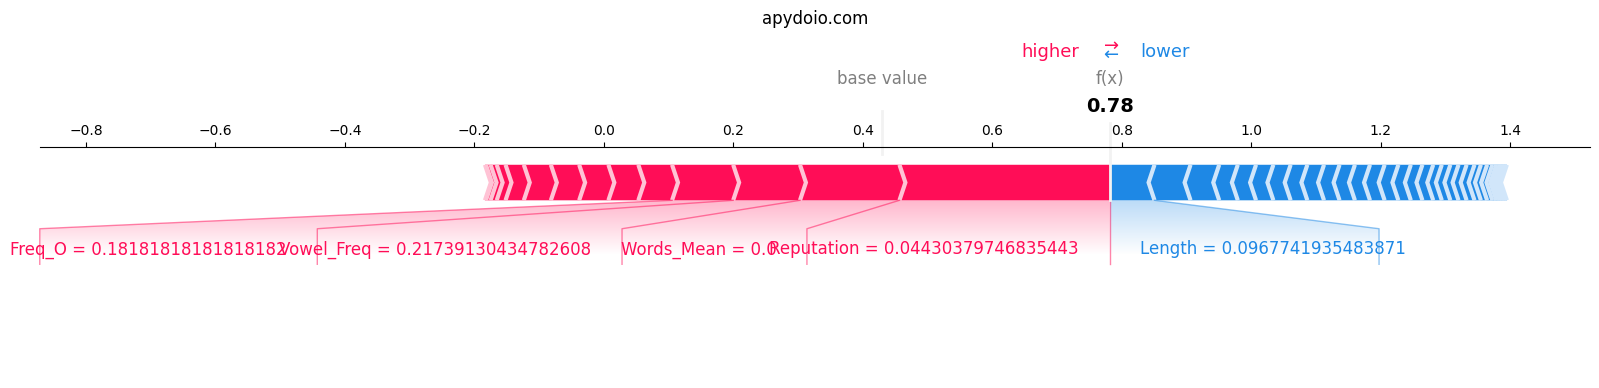 apydoio.com
higher ⇄ lower
base value f(x)
0.78
−0.8 −0.6 −0.4 −0.2 0.0 0.2 0.4 0.6 0.8 1.0 1.2 1.4
Freq_O = 0.18181818181818182 Vowel_Freq = 0.21739130434782608 Words_Mean = 0.0 Reputation = 0.04430379746835443 Length = 0.0967741935483871